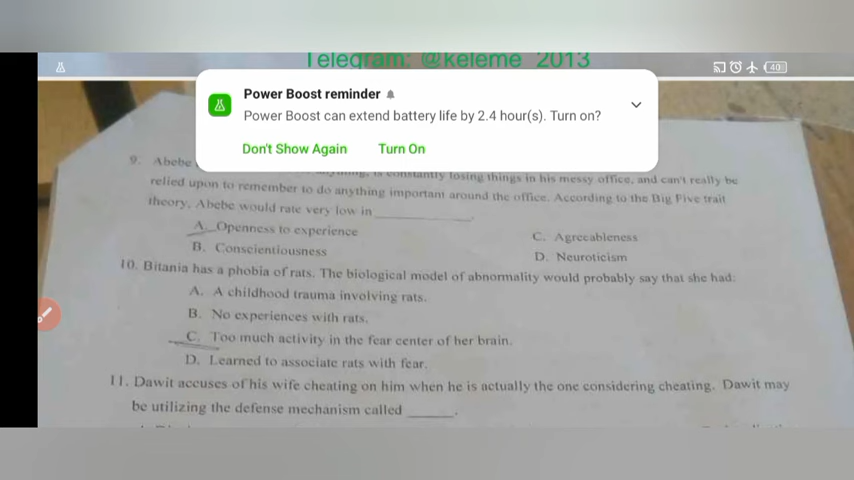 Telegram: @keleme_2013
40
Power Boost reminder
Power Boost can extend battery life by 2.4 hour(s). Turn on?
Don't Show Again Turn On
9. Abebe
is constantly losing things in his messy office, and can't really be
relied upon to remember to do anything important around the office. According to the Big Five trait
theory, Abebe would rate very low in ____________.
A. Openness to experience
C. Agreeableness
B. Conscientiousness
D. Neuroticism
10. Bitania has a phobia of rats. The biological model of abnormality would probably say that she had:
A. A childhood trauma involving rats.
B. No experiences with rats.
C. Too much activity in the fear center of her brain.
D. Learned to associate rats with fear.
11. Dawit accuses of his wife cheating on him when he is actually the one considering cheating. Dawit may
be utilizing the defense mechanism called ______.